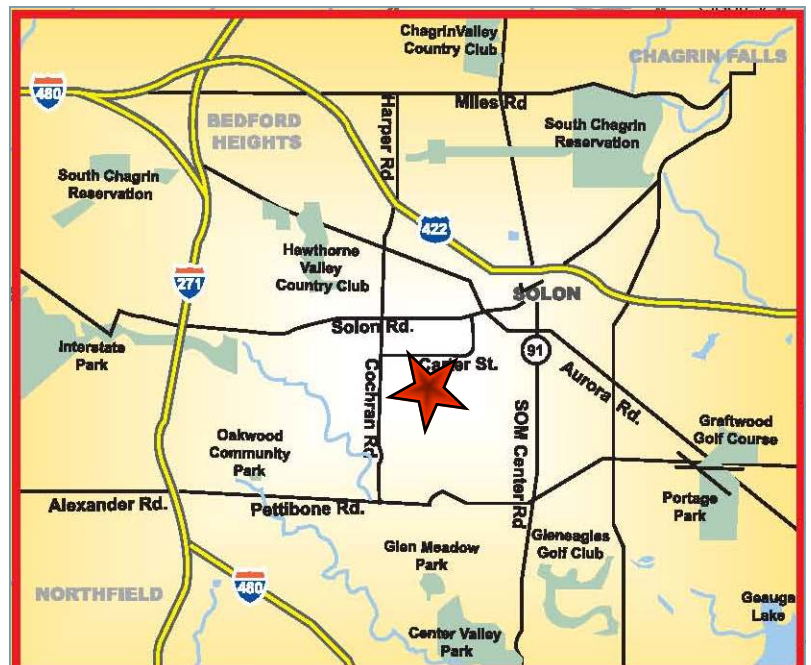 Chagrin Valley
Country Club
CHAGRIN FALLS
480
Miles Rd
BEDFORD
HEIGHTS
Harper Rd
South Chagrin
Reservation
South Chagrin
Reservation
422
Hawthorne
Valley
Country Club
271
SOLON
Solon Rd.
Interstate
Park
Carter St.
91
Aurora Rd.
Cochran Rd
SOM Center Rd
Graftwood
Golf Course
Oakwood
Community
Park
Alexander Rd.
Pettibone Rd.
Portage
Park
Glen Meadow
Park
Gleneagles
Golf Club
480
NORTHFIELD
Geauga
Lake
Center Valley
Park